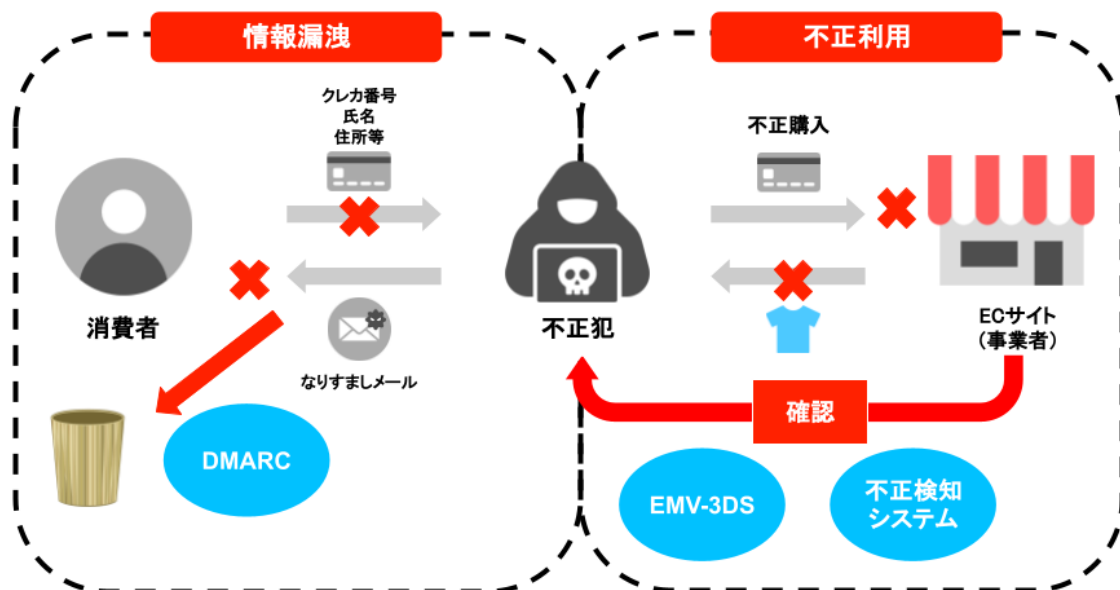 情報漏洩
不正利用
クレカ番号
氏名
住所等
不正購入
消費者
不正犯
ECサイト
（事業者）
なりすましメール
確認
DMARC
EMV-3DS
不正検知
システム